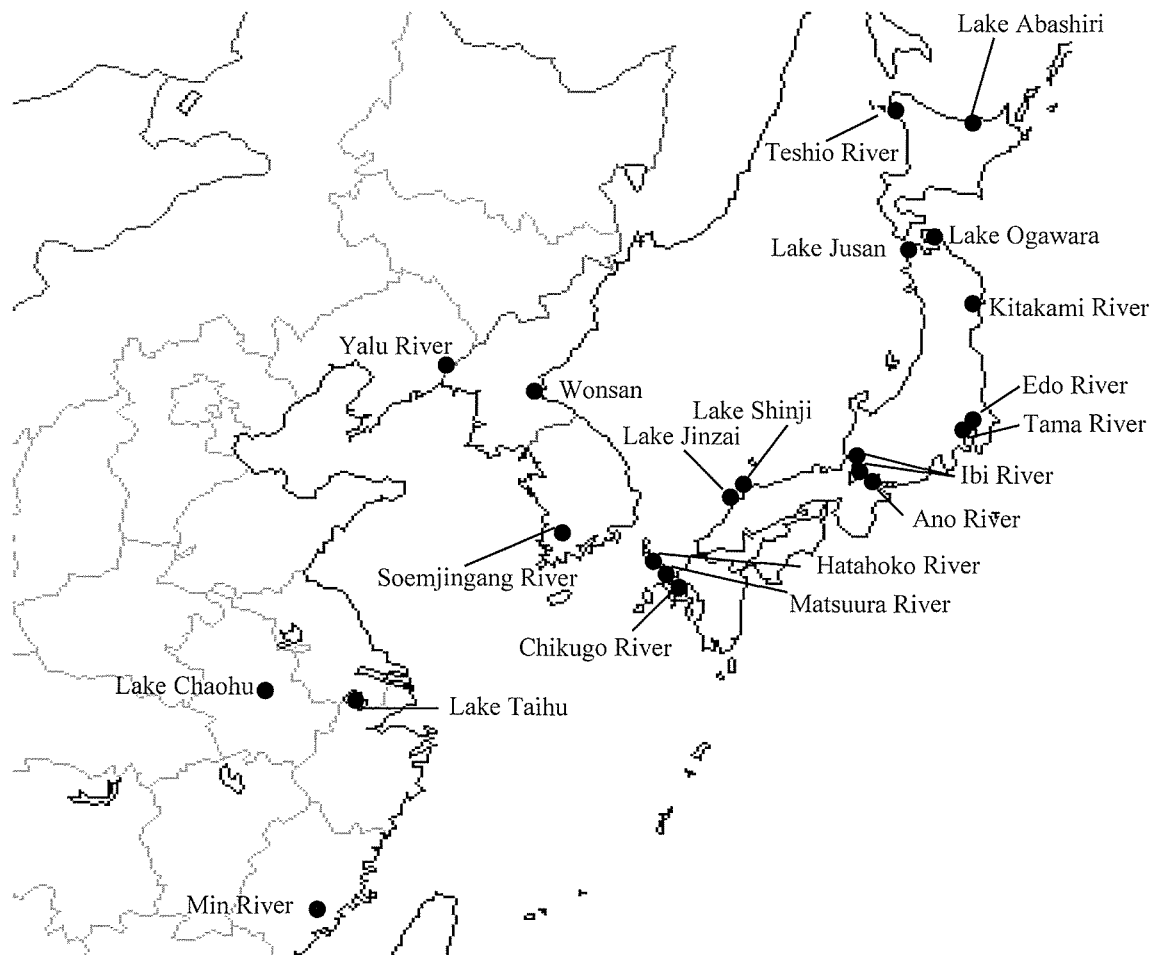 Lake Abashiri
Teshio River
Lake Ogawara
Lake Jusan
Kitakami River
Yalu River
Wonsan
Edo River
Lake Shinji
Tama River
Lake Jinzai
Ibi River
Ano River
Hatahoko River
Soemjingang River
Matsuura River
Chikugo River
Lake Chaohu
Lake Taihu
Min River